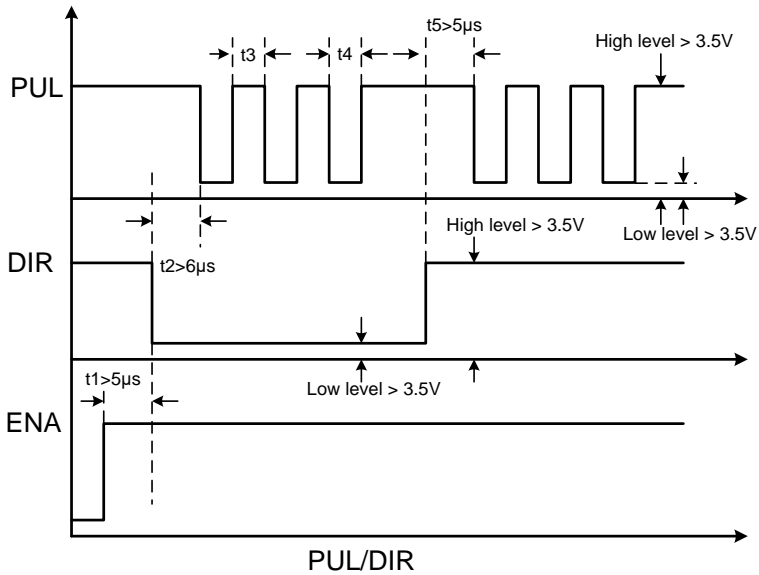 t5>5µs
t3
t4
High level > 3.5V
PUL
High level > 3.5V
Low level > 3.5V
DIR
t2>6µs
t1>5µs
Low level > 3.5V
ENA
PUL/DIR